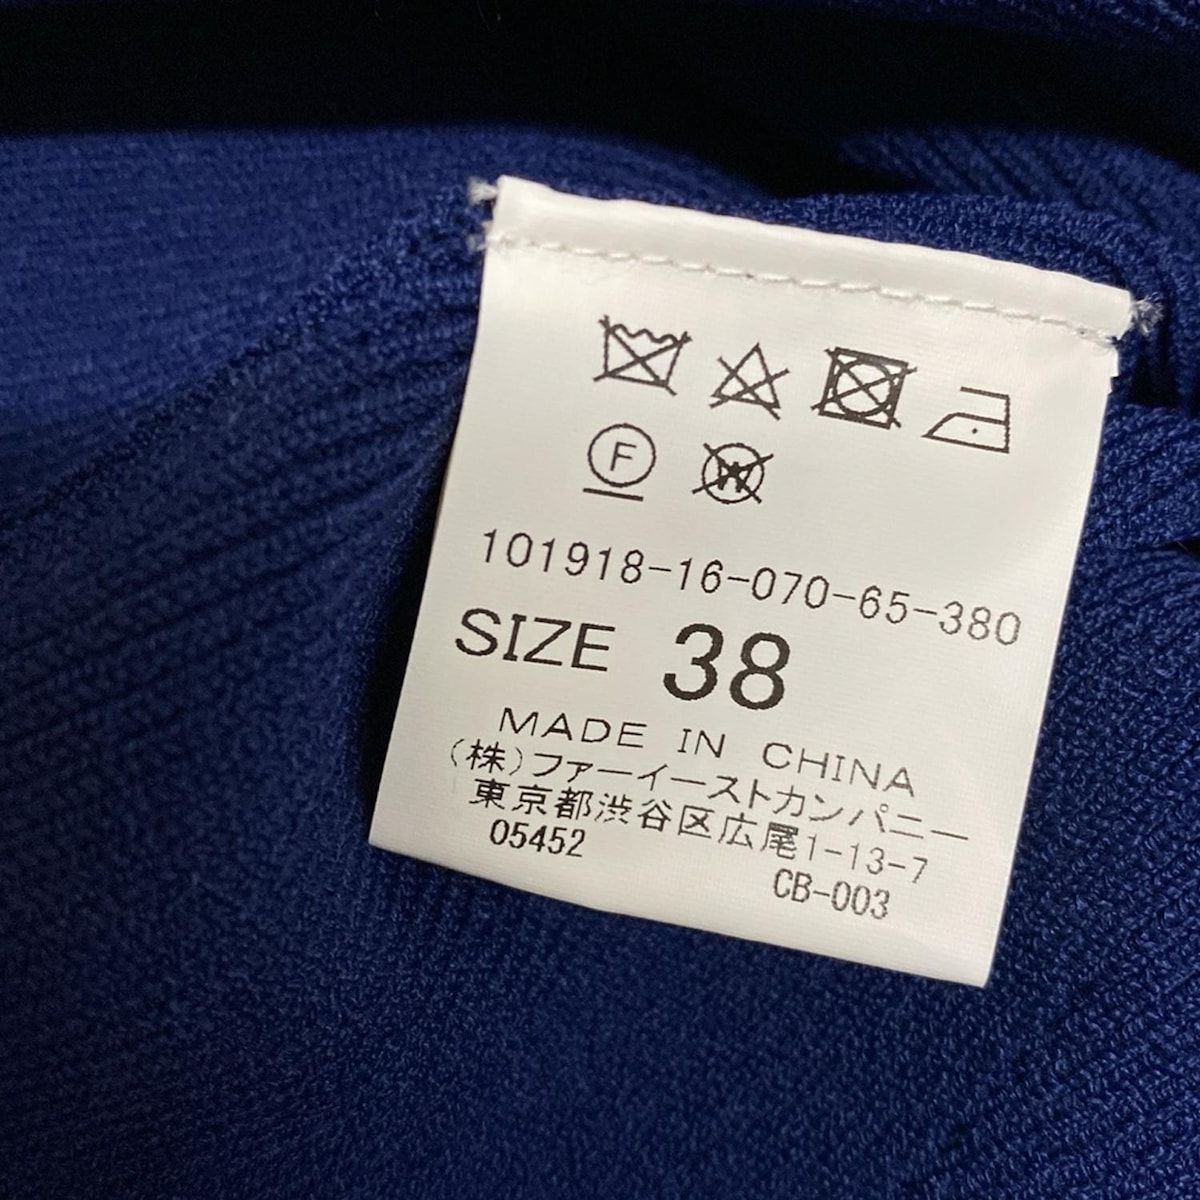 F W
101918-16-070-65-380
SIZE 38
MADE IN CHINA
(株)ファーイーストカンパニー
東京都渋谷区広尾1-13-7
05452
CB-003